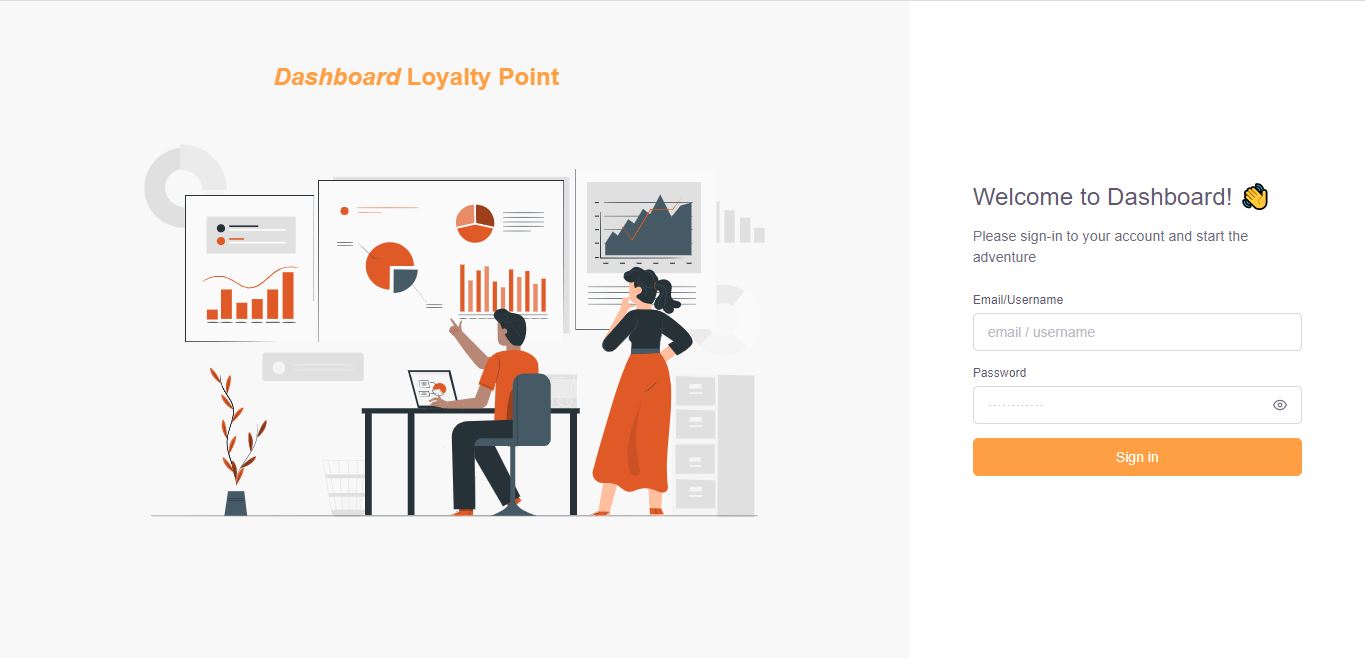 Dashboard Loyalty Point
Welcome to Dashboard!
Please sign-in to your account and start the
adventure
Email/Username
email / username
Password
············
Sign in